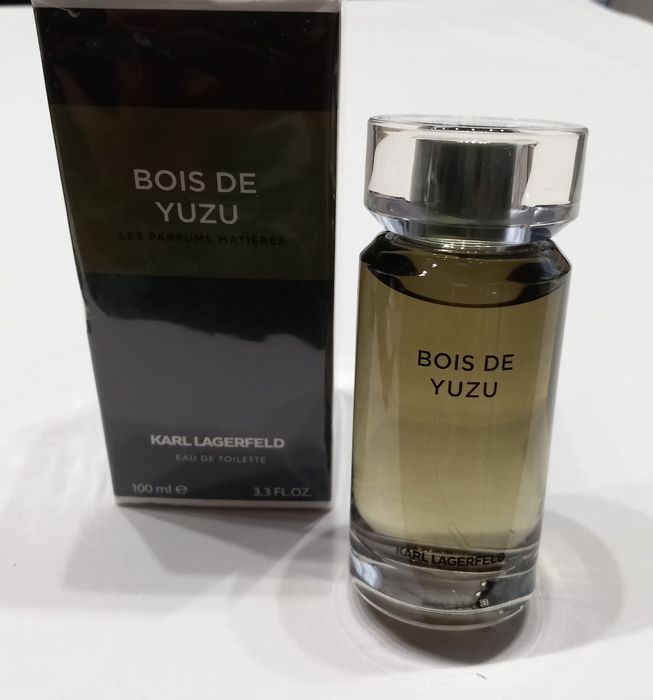 BOIS DE
YUZU
LES PARFUMS MATIÈRES
KARL LAGERFELD
EAU DE TOILETTE
100 ml e 3.3 FL.OZ.
BOIS DE
YUZU
KARL LAGERFELD